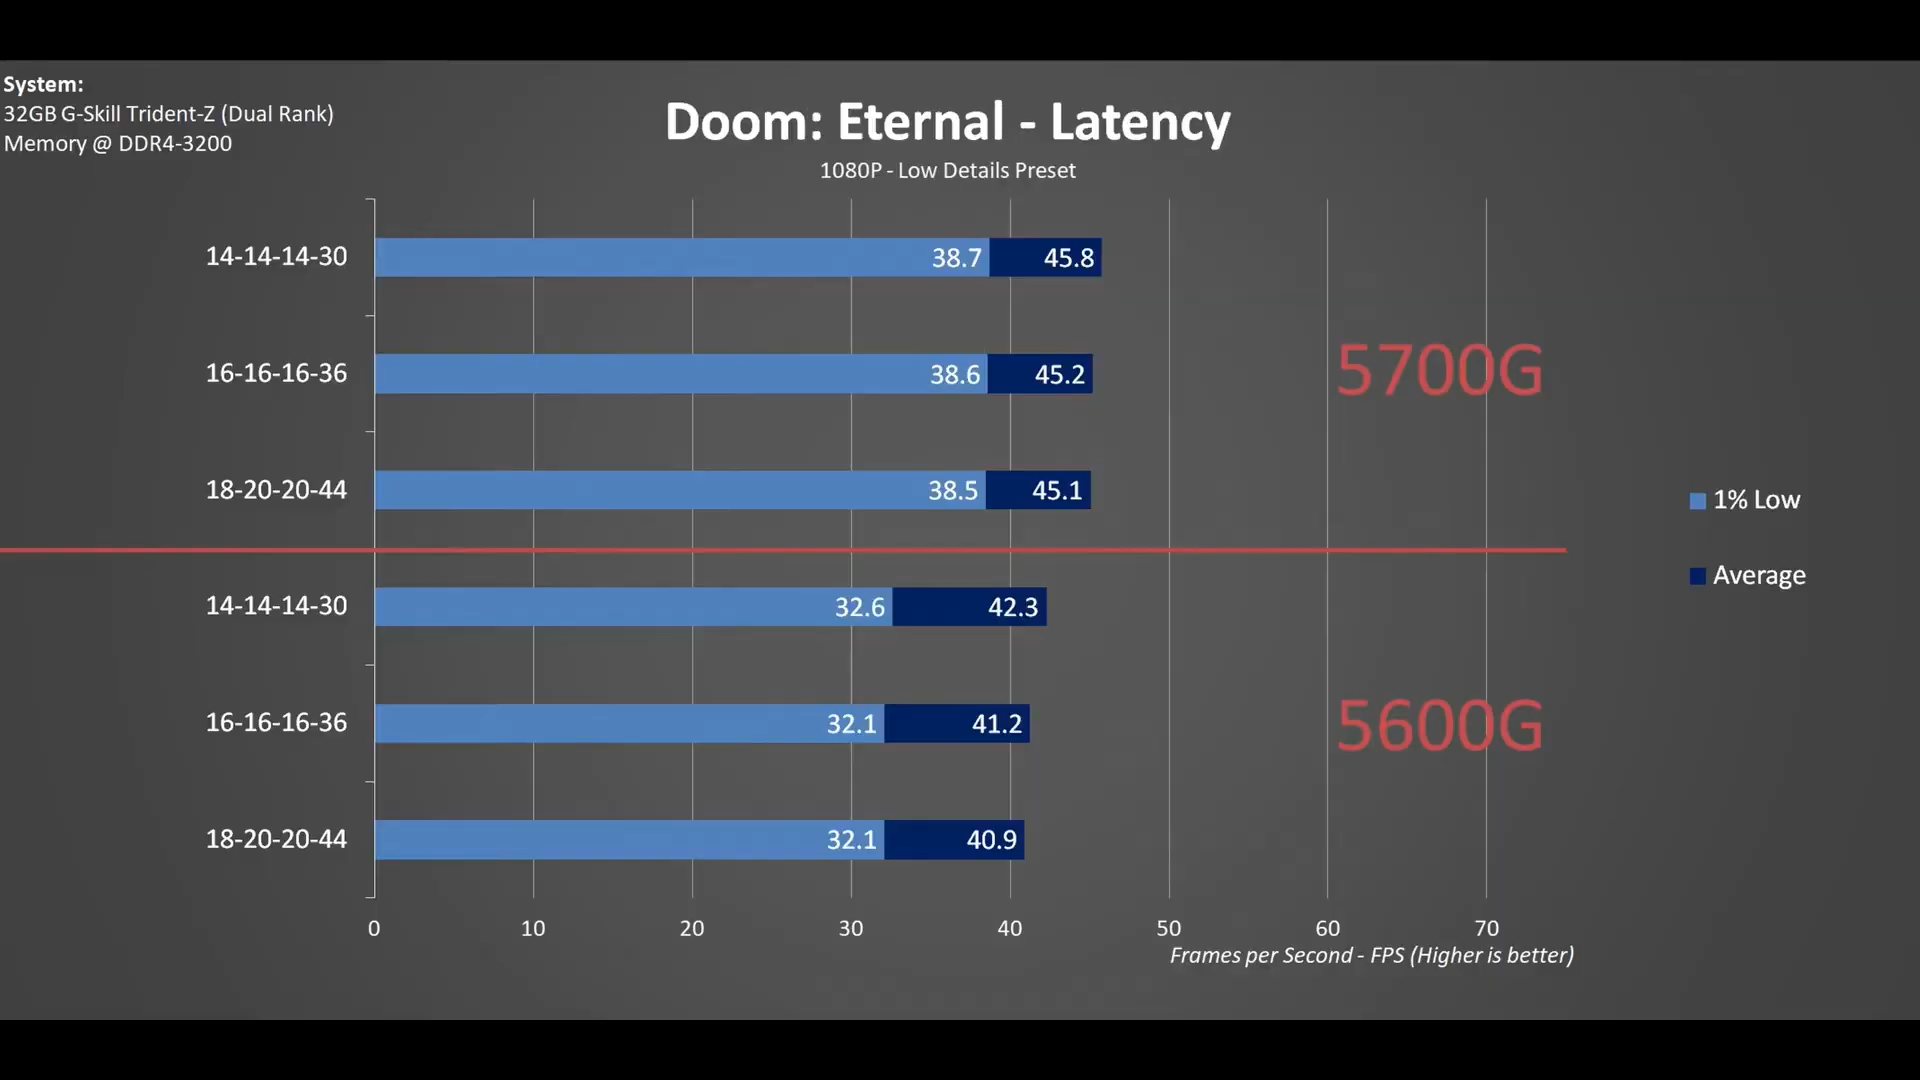 System:
32GB G-Skill Trident-Z (Dual Rank)
Memory @ DDR4-3200
Doom: Eternal - Latency
1080P - Low Details Preset
14-14-14-30 38.7 45.8
16-16-16-36 38.6 45.2
5700G
18-20-20-44 38.5 45.1
1% Low
Average
14-14-14-30 32.6 42.3
16-16-16-36 32.1 41.2
5600G
18-20-20-44 32.1 40.9
0 10 20 30 40 50 60 70
Frames per Second - FPS (Higher is better)